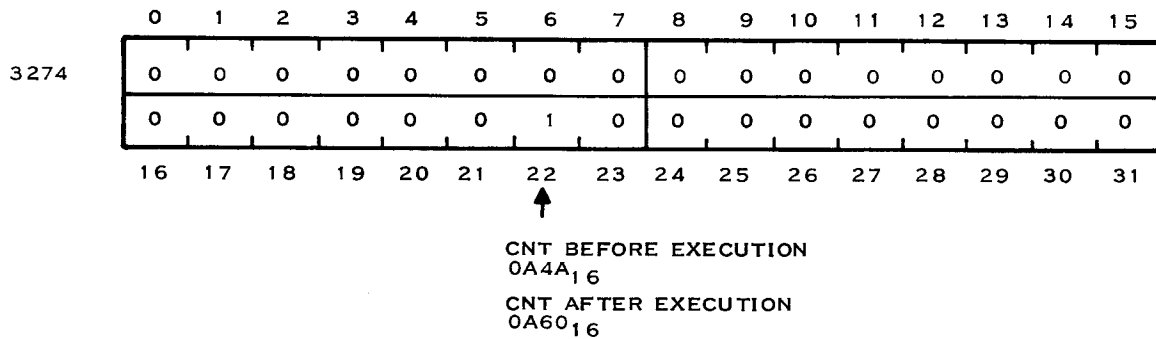 0 1 2 3 4 5 6 7 8 9 10 11 12 13 14 15
3274 0 0 0 0 0 0 0 0 0 0 0 0 0 0 0 0
0 0 0 0 0 0 1 0 0 0 0 0 0 0 0 0
16 17 18 19 20 21 22 23 24 25 26 27 28 29 30 31
CNT BEFORE EXECUTION
0A4A16
CNT AFTER EXECUTION
0A6016